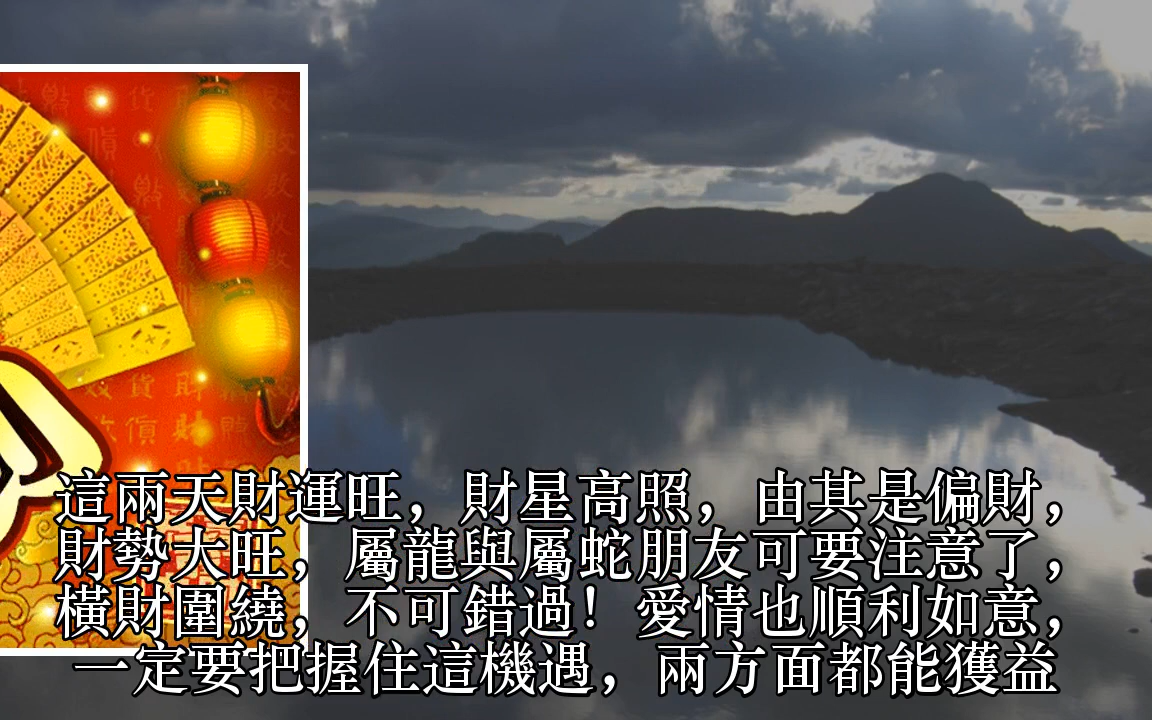 這兩天財運旺，財星高照，由其是偏財，
財勢大旺，屬龍與屬蛇朋友可要注意了，
橫財圍繞，不可錯過！愛情也順利如意，
一定要把握住這機遇，兩方面都能獲益